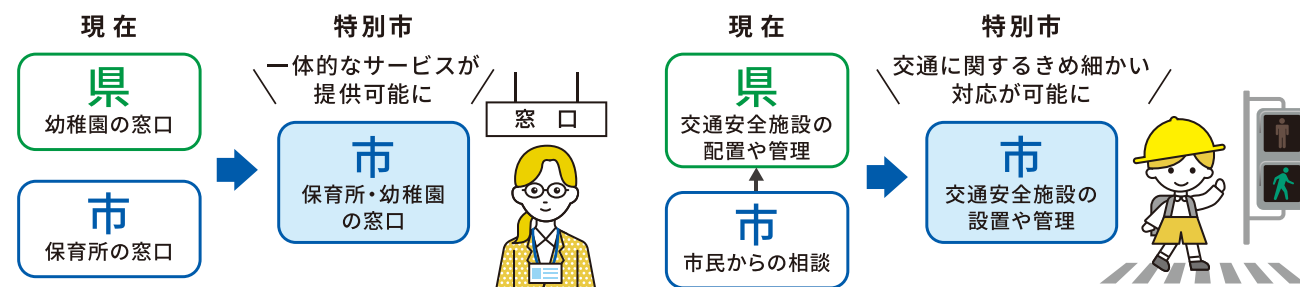 現在
県
幼稚園の窓口
市
保育所の窓口
特別市
一体的なサービスが
提供可能に
市
保育所・幼稚園
の窓口
窓 口
現在
県
交通安全施設の
配置や管理
市
市民からの相談
特別市
交通に関するきめ細かい
対応が可能に
市
交通安全施設の
設置や管理